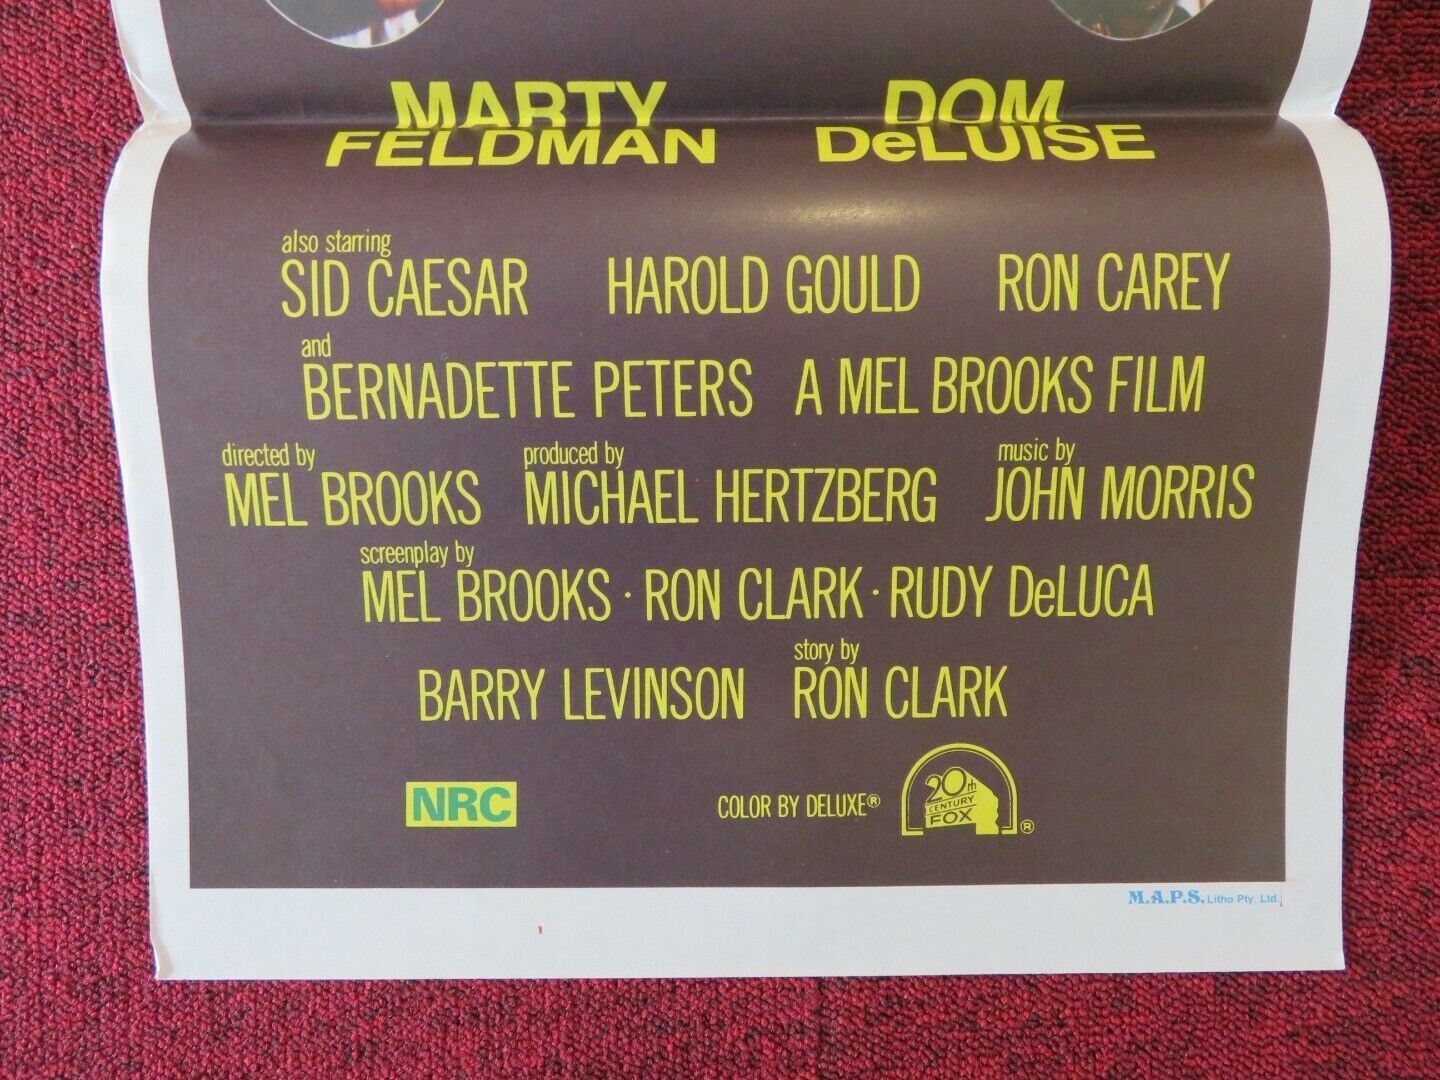 MARTY DOM
FELDMAN DeLUISE
also starring
SID CAESAR HAROLD GOULD RON CAREY
and
BERNADETTE PETERS A MEL BROOKS FILM
directed by produced by music by
MEL BROOKS MICHAEL HERTZBERG JOHN MORRIS
screenplay by
MEL BROOKS · RON CLARK · RUDY DeLUCA
story by
BARRY LEVINSON RON CLARK
NRC COLOR BY DELUXE® 20th CENTURY FOX ®
M.A.P.S. Litho Pty. Ltd.